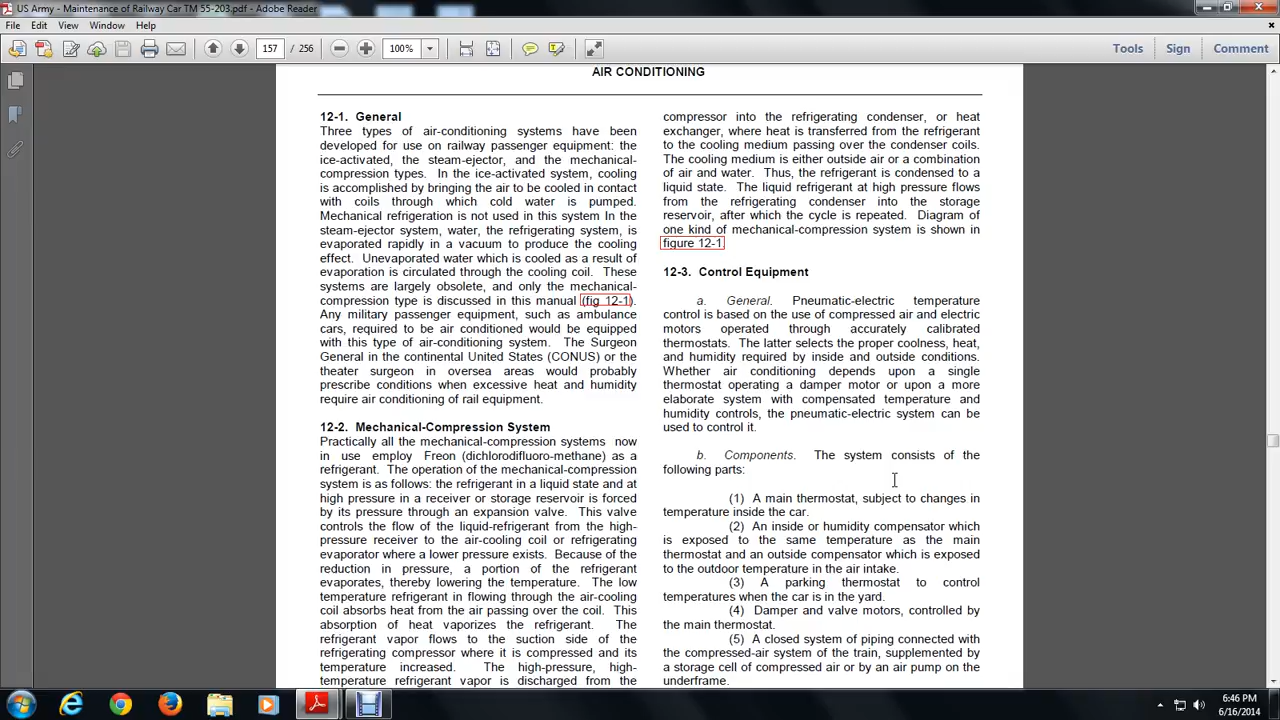 US Army - Maintenance of Railway Car TM 55-203.pdf - Adobe Reader
File Edit View Window Help
157 / 256 100% Tools Sign Comment
AIR CONDITIONING
12-1. General
Three types of air-conditioning systems have been
developed for use on railway passenger equipment: the
ice-activated, the steam-ejector, and the mechanical-
compression types. In the ice-activated system, cooling
is accomplished by bringing the air to be cooled in contact
with coils through which cold water is pumped.
Mechanical refrigeration is not used in this system In the
steam-ejector system, water, the refrigerating system, is
evaporated rapidly in a vacuum to produce the cooling
effect. Unevaporated water which is cooled as a result of
evaporation is circulated through the cooling coil. These
systems are largely obsolete, and only the mechanical-
compression type is discussed in this manual (fig 12-1).
Any military passenger equipment, such as ambulance
cars, required to be air conditioned would be equipped
with this type of air-conditioning system. The Surgeon
General in the continental United States (CONUS) or the
theater surgeon in oversea areas would probably
prescribe conditions when excessive heat and humidity
require air conditioning of rail equipment.
12-2. Mechanical-Compression System
Practically all the mechanical-compression systems now
in use employ Freon (dichlorodifluoro-methane) as a
refrigerant. The operation of the mechanical-compression
system is as follows: the refrigerant in a liquid state and at
high pressure in a receiver or storage reservoir is forced
by its pressure through an expansion valve. This valve
controls the flow of the liquid-refrigerant from the high-
pressure receiver to the air-cooling coil or refrigerating
evaporator where a lower pressure exists. Because of the
reduction in pressure, a portion of the refrigerant
evaporates, thereby lowering the temperature. The low
temperature refrigerant in flowing through the air-cooling
coil absorbs heat from the air passing over the coil. This
absorption of heat vaporizes the refrigerant. The
refrigerant vapor flows to the suction side of the
refrigerating compressor where it is compressed and its
temperature increased. The high-pressure, high-
temperature refrigerant vapor is discharged from the
compressor into the refrigerating condenser, or heat
exchanger, where heat is transferred from the refrigerant
to the cooling medium passing over the condenser coils.
The cooling medium is either outside air or a combination
of air and water. Thus, the refrigerant is condensed to a
liquid state. The liquid refrigerant at high pressure flows
from the refrigerating condenser into the storage
reservoir, after which the cycle is repeated. Diagram of
one kind of mechanical-compression system is shown in
figure 12-1.
12-3. Control Equipment
a. General. Pneumatic-electric temperature
control is based on the use of compressed air and electric
motors operated through accurately calibrated
thermostats. The latter selects the proper coolness, heat,
and humidity required by inside and outside conditions.
Whether air conditioning depends upon a single
thermostat operating a damper motor or upon a more
elaborate system with compensated temperature and
humidity controls, the pneumatic-electric system can be
used to control it.
b. Components. The system consists of the
following parts:
(1) A main thermostat, subject to changes in
temperature inside the car.
(2) An inside or humidity compensator which
is exposed to the same temperature as the main
thermostat and an outside compensator which is exposed
to the outdoor temperature in the air intake.
(3) A parking thermostat to control
temperatures when the car is in the yard.
(4) Damper and valve motors, controlled by
the main thermostat.
(5) A closed system of piping connected with
the compressed-air system of the train, supplemented by
a storage cell of compressed air or by an air pump on the
underframe.
6:46 PM
6/16/2014